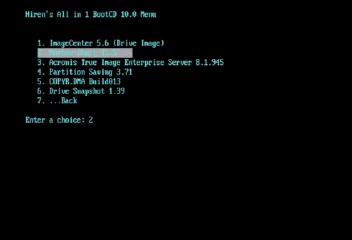 Hiren's All in 1 BootCD 10.0 Menu
1. ImageCenter 5.6 (Drive Image)
2.
3. Acronis True Image Enterprise Server 8.1.945
4. Partition Saving 3.71
5. COPYR.DMA Build013
6. Drive Snapshot 1.39
7. ...Back
Enter a choice: 2